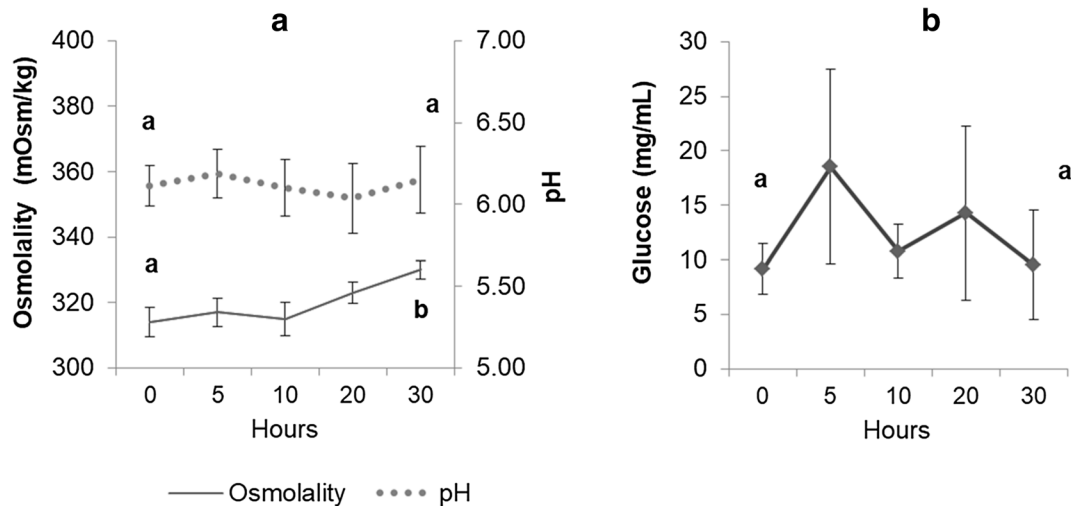 a
Osmolality (mOsm/kg)
400
380
360
340
320
300
7.00
6.50
6.00
5.50
5.00
pH
a
a
a
b
0 5 10 20 30
Hours
Osmolality pH
b
Glucose (mg/mL)
30
25
20
15
10
5
0
a
a
0 5 10 20 30
Hours